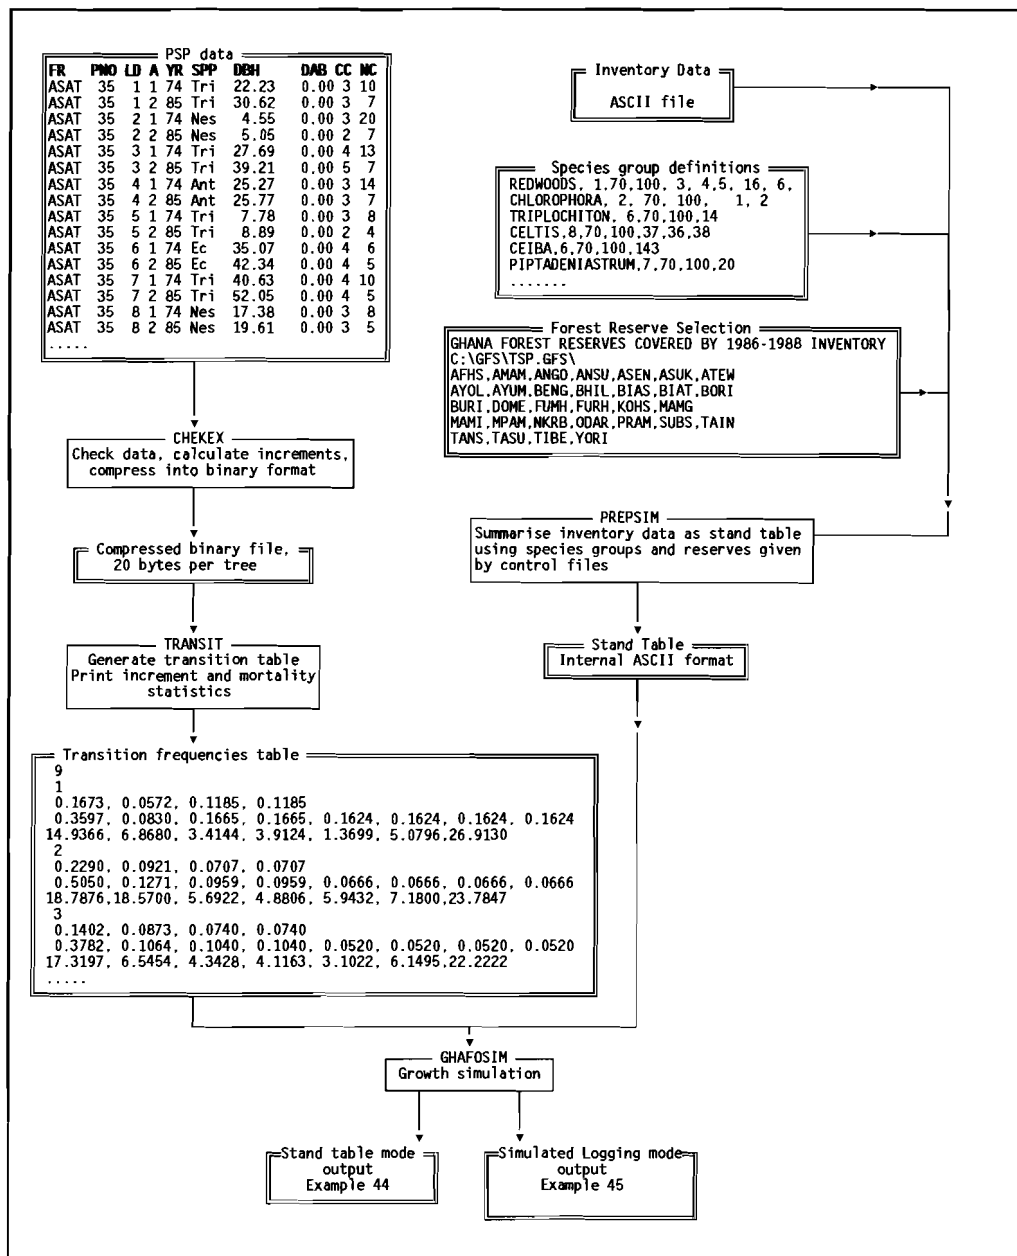 PSP data
FR PNO LD A YR SPP DBH DAB CC NC
ASAT 35 1 1 74 Tri 22.23 0.00 3 10
ASAT 35 1 2 85 Tri 30.62 0.00 3 7
ASAT 35 2 1 74 Nes 4.55 0.00 3 20
ASAT 35 2 2 85 Nes 5.05 0.00 2 7
ASAT 35 3 1 74 Tri 27.69 0.00 4 13
ASAT 35 3 2 85 Tri 39.21 0.00 5 7
ASAT 35 4 1 74 Ant 25.27 0.00 3 14
ASAT 35 4 2 85 Ant 25.77 0.00 3 7
ASAT 35 5 1 74 Tri 7.78 0.00 3 8
ASAT 35 5 2 85 Tri 8.89 0.00 2 4
ASAT 35 6 1 74 Ec 35.07 0.00 4 6
ASAT 35 6 2 85 Ec 42.34 0.00 4 5
ASAT 35 7 1 74 Tri 40.63 0.00 4 10
ASAT 35 7 2 85 Tri 52.05 0.00 4 5
ASAT 35 8 1 74 Nes 17.38 0.00 3 8
ASAT 35 8 2 85 Nes 19.61 0.00 3 5
.....
Inventory Data
ASCII file
Species group definitions
REDWOODS, 1,70,100, 3, 4,5, 16, 6,
CHLOROPHORA, 2, 70, 100, 1, 2
TRIPLOCHITON, 6,70,100,14
CELTIS,8,70,100,37,36,38
CEIBA,6,70,100,143
PIPTADENIASTRUM,7,70,100,20
.......
Forest Reserve Selection
GHANA FOREST RESERVES COVERED BY 1986-1988 INVENTORY
C:\GFS\TSP.GFS\
AFHS,AMAM,ANGO,ANSU,ASEN,ASUK,ATEW
AYOL,AYUM,BENG,BHIL,BIAS,BIAT,BORI
BURI,DOME,FUMH,FURH,KOHS,MAMG
MAMI,MPAM,NKRB,ODAR,PRAM,SUBS,TAIN
TANS,TASU,TIBE,YORI
CHEKEX
Check data, calculate increments,
compress into binary format
PREPSIM
Summarise inventory data as stand table
using species groups and reserves given
by control files
Compressed binary file,
20 bytes per tree
TRANSIT
Generate transition table
Print increment and mortality
statistics
Stand Table
Internal ASCII format
Transition frequencies table
9
1
0.1673, 0.0572, 0.1185, 0.1185
0.3597, 0.0830, 0.1665, 0.1665, 0.1624, 0.1624, 0.1624, 0.1624
14.9366, 6.8680, 3.4144, 3.9124, 1.3699, 5.0796,26.9130
2
0.2290, 0.0921, 0.0707, 0.0707
0.5050, 0.1271, 0.0959, 0.0959, 0.0666, 0.0666, 0.0666, 0.0666
18.7876,18.5700, 5.6922, 4.8806, 5.9432, 7.1800,23.7847
3
0.1402, 0.0873, 0.0740, 0.0740
0.3782, 0.1064, 0.1040, 0.1040, 0.0520, 0.0520, 0.0520, 0.0520
17.3197, 6.5454, 4.3428, 4.1163, 3.1022, 6.1495,22.2222
.....
GHAFOSIM
Growth simulation
Stand table mode
output
Example 44
Simulated Logging mode
output
Example 45